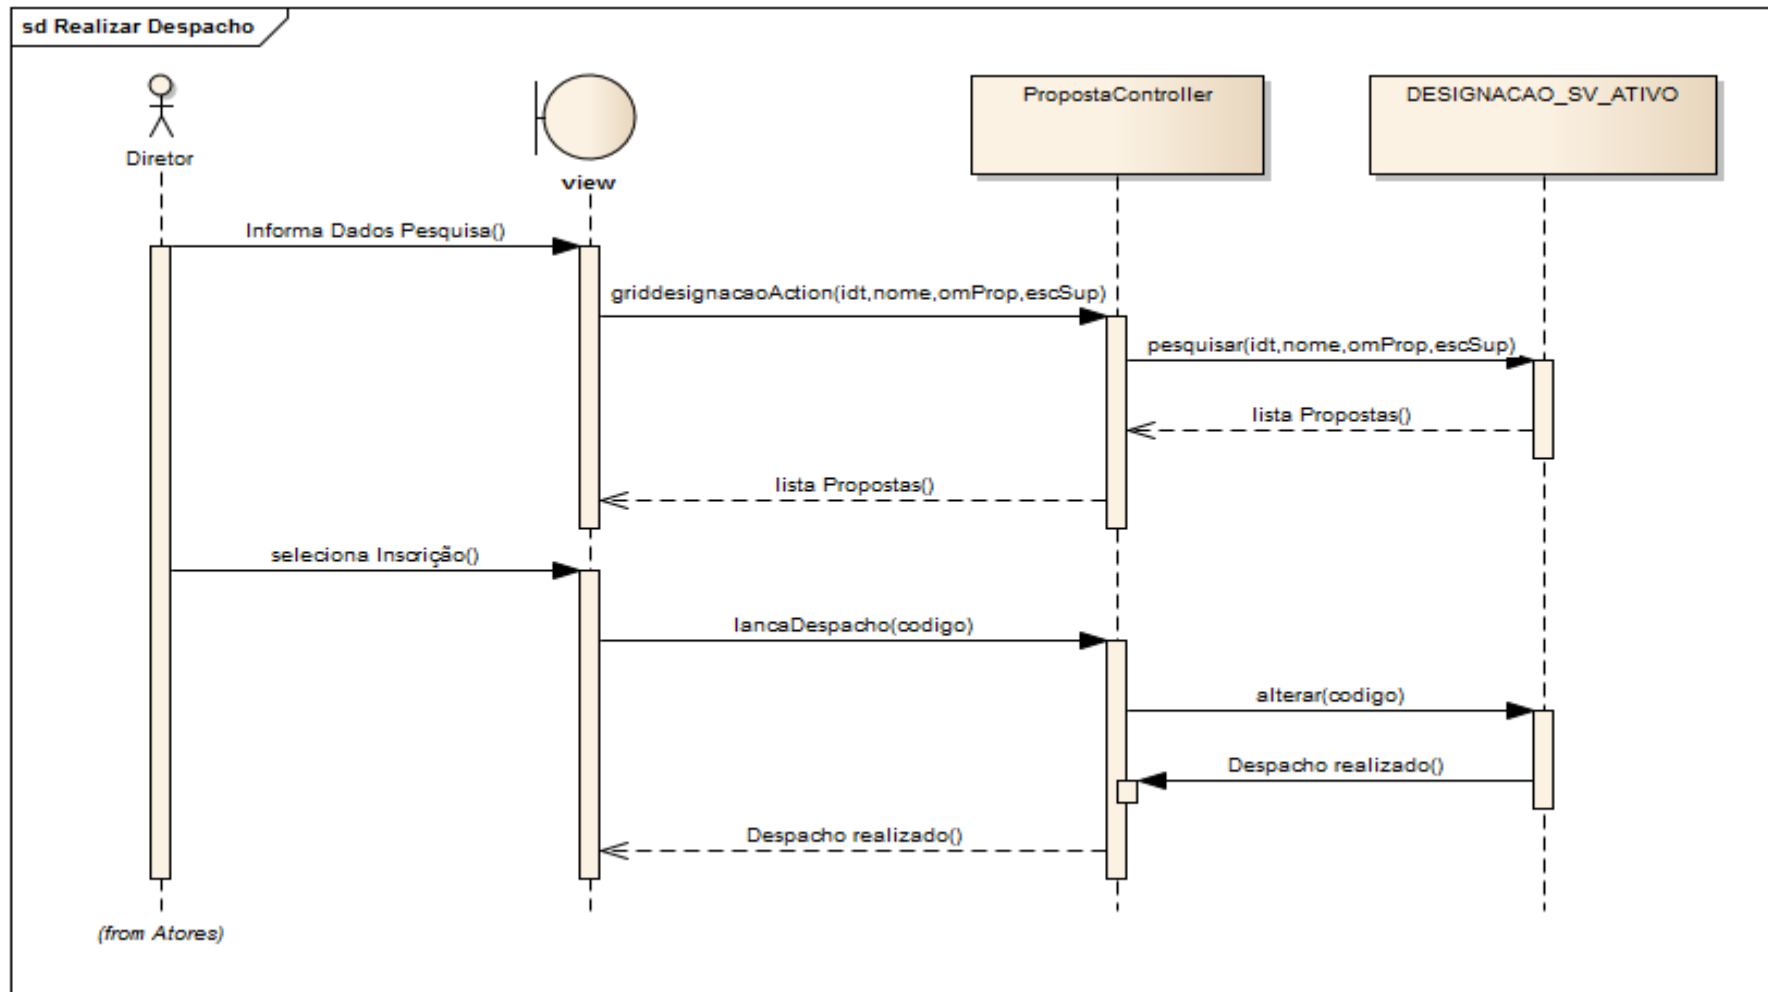 sd Realizar Despacho
Diretor
view
PropostaController
DESIGNACAO_SV_ATIVO
Informa Dados Pesquisa()
griddesignacaoAction(idt,nome,omProp,escSup)
pesquisar(idt,nome,omProp,escSup)
lista Propostas()
lista Propostas()
seleciona Inscrição()
lancaDespacho(codigo)
alterar(codigo)
Despacho realizado()
Despacho realizado()
(from Atores)